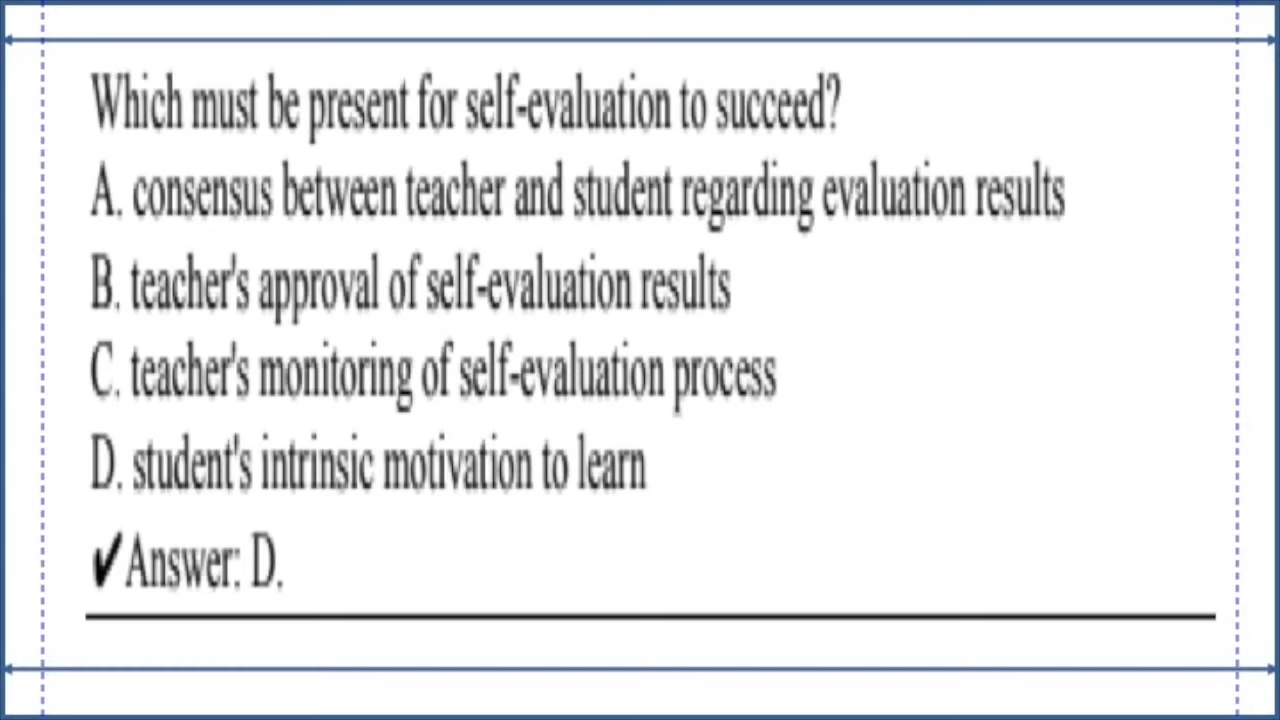 Which must be present for self-evaluation to succeed?
A. consensus between teacher and student regarding evaluation results
B. teacher's approval of self-evaluation results
C. teacher's monitoring of self-evaluation process
D. student's intrinsic motivation to learn
✔Answer: D.